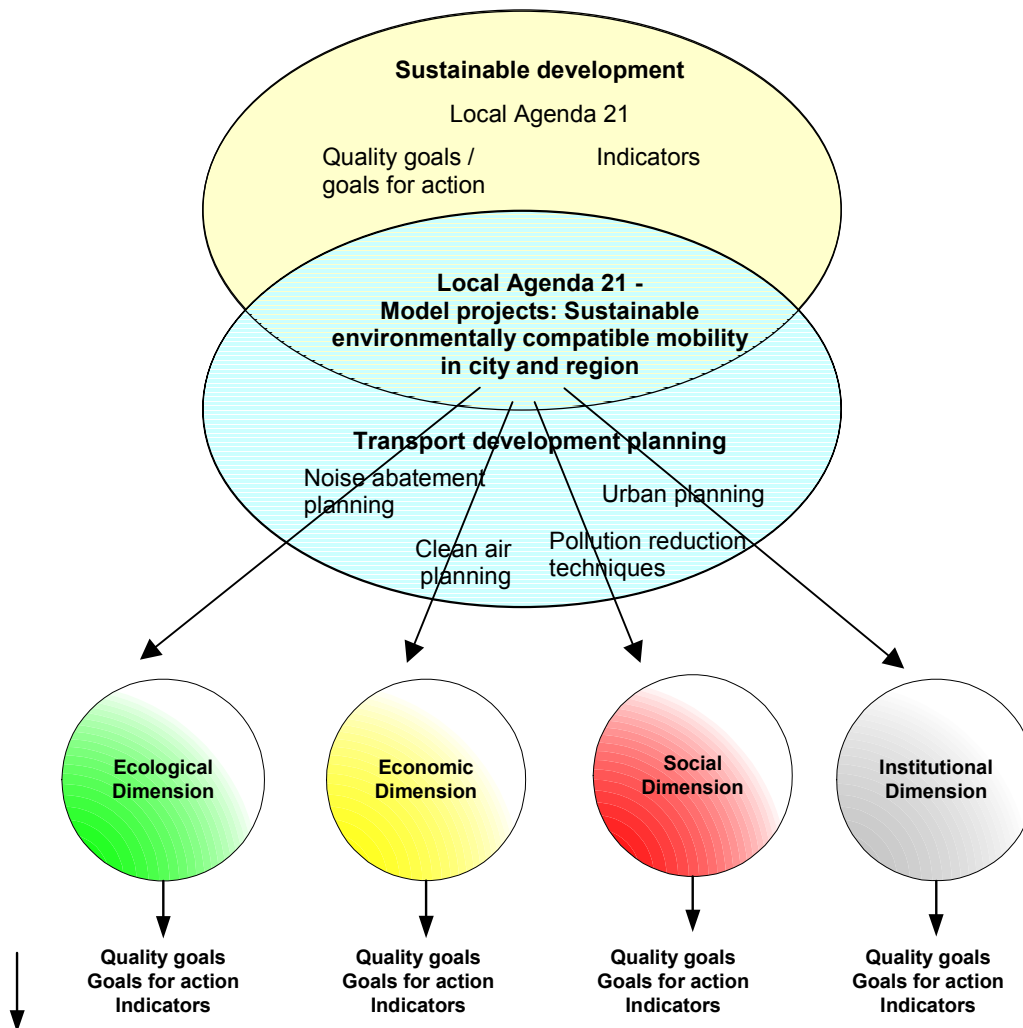 Sustainable development
Local Agenda 21
Quality goals /
goals for action
Indicators
Local Agenda 21 -
Model projects: Sustainable
environmentally compatible mobility
in city and region
Transport development planning
Noise abatement
planning
Urban planning
Clean air
planning
Pollution reduction
techniques
Ecological
Dimension
Economic
Dimension
Social
Dimension
Institutional
Dimension
Quality goals
Goals for action
Indicators
Quality goals
Goals for action
Indicators
Quality goals
Goals for action
Indicators
Quality goals
Goals for action
Indicators